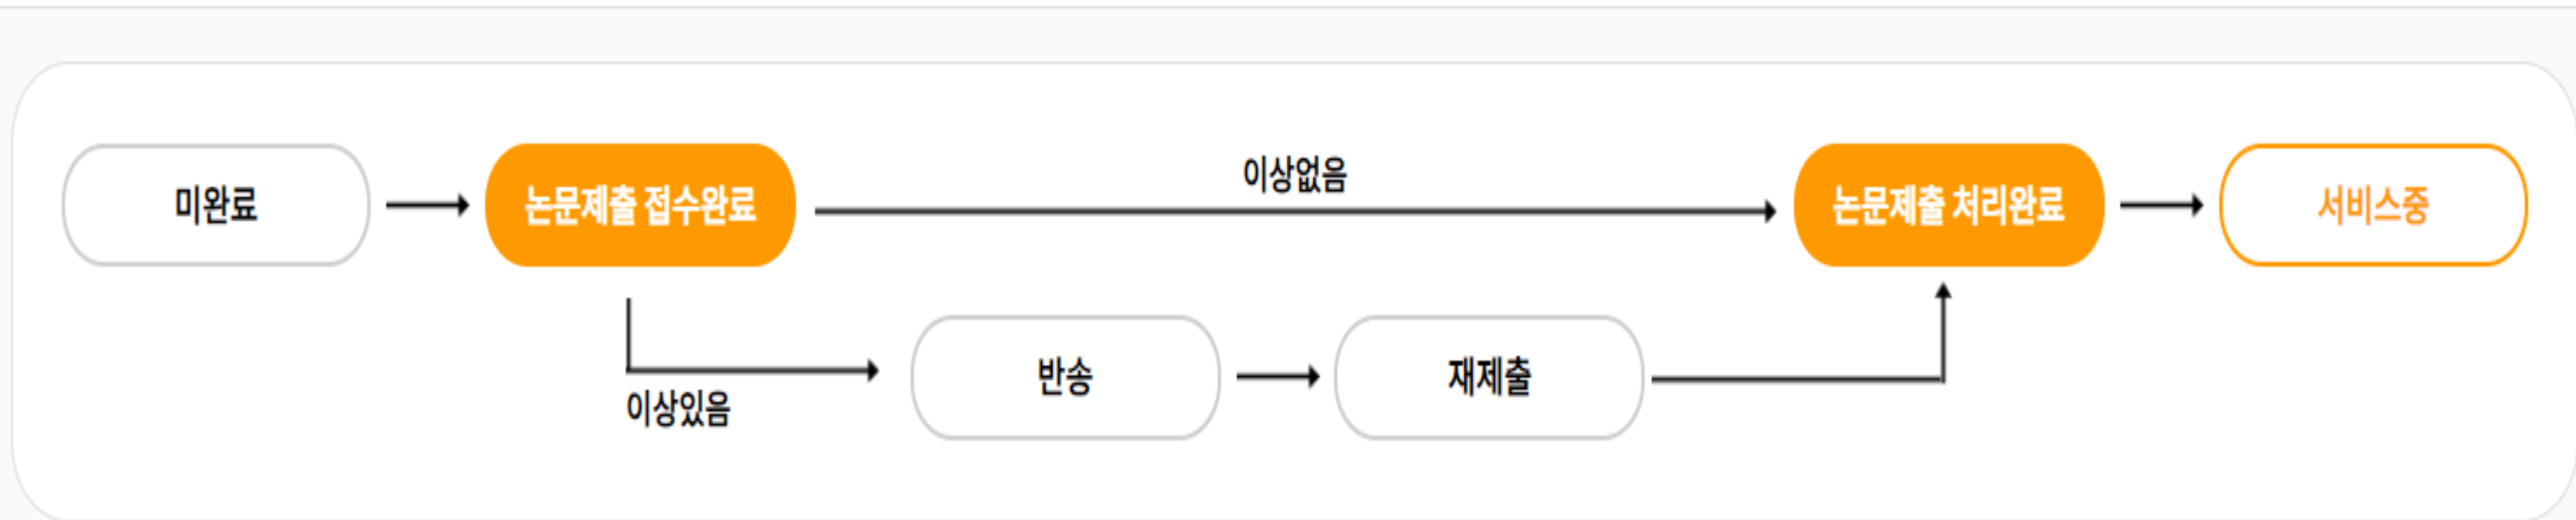 미완료
논문제출 접수완료
이상없음
논문제출 처리완료
서비스중
이상있음
반송
재제출